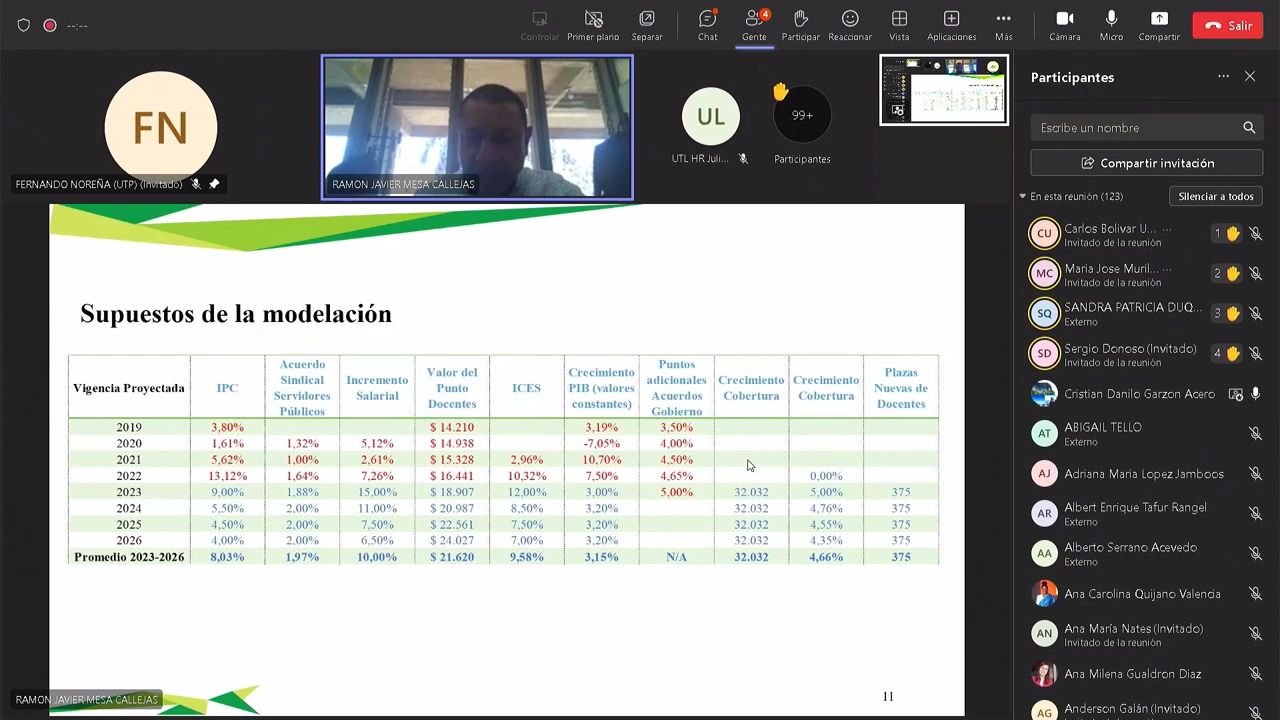 --:--
Controlar
Primer plano
Separar
Chat
4
Gente
Participar
Reaccionar
Vista
Aplicaciones
Más
Cámara
Micro
Compartir
Salir
FN
FERNANDO NOREÑA (UTP) (Invitado)
RAMON JAVIER MESA CALLEJAS
UL
UTL HR Juli...
99+
Participantes
Supuestos de la modelación
Vigencia Proyectada | IPC | Acuerdo Sindical Servidores Públicos | Incremento Salarial | Valor del Punto Docentes | ICES | Crecimiento PIB (valores constantes) | Puntos adicionales Acuerdos Gobierno | Crecimiento Cobertura | Crecimiento Cobertura | Plazas Nuevas de Docentes
2019 3,80% $ 14.210 3,19% 3,50%
2020 1,61% 1,32% 5,12% $ 14.938 -7,05% 4,00%
2021 5,62% 1,00% 2,61% $ 15.328 2,96% 10,70% 4,50%
2022 13,12% 1,64% 7,26% $ 16.441 10,32% 7,50% 4,65% 0,00%
2023 9,00% 1,88% 15,00% $ 18.907 12,00% 3,00% 5,00% 32.032 5,00% 375
2024 5,50% 2,00% 11,00% $ 20.987 8,50% 3,20% 32.032 4,76% 375
2025 4,50% 2,00% 7,50% $ 22.561 7,50% 3,20% 32.032 4,55% 375
2026 4,00% 2,00% 6,50% $ 24.027 7,00% 3,20% 32.032 4,35% 375
Promedio 2023-2026 8,03% 1,97% 10,00% $ 21.620 9,58% 3,15% N/A 32.032 4,66% 375
11
RAMON JAVIER MESA CALLEJAS
Participantes
Escribe un nombre
Compartir invitación
En esta reunión (123)
Silenciar a todos
CU Carlos Bolivar U... ... 1
Invitado de la reunión
MC Maria Jose Muril... ... 2
Invitado de la reunión
SQ SANDRA PATRICIA DUQ... 3
Externo
SD Sergio Donoso (Invitado) 4
Invitado de la reunión
Cristian Danilo Garzon Acero
AT ABIGAIL TELLO
Externo
AJ Adriana Maria Lopez Jamboos
AR Albert Enrique Tafur Rangel
Externo
AA Alberto Serrano Acevedo
Externo
Ana Carolina Quijano Valencia
AN Ana María Nates (Invitado)
Invitado de la reunión
Ana Milena Gualdron Diaz
AG Anderson Galán (Invitado)